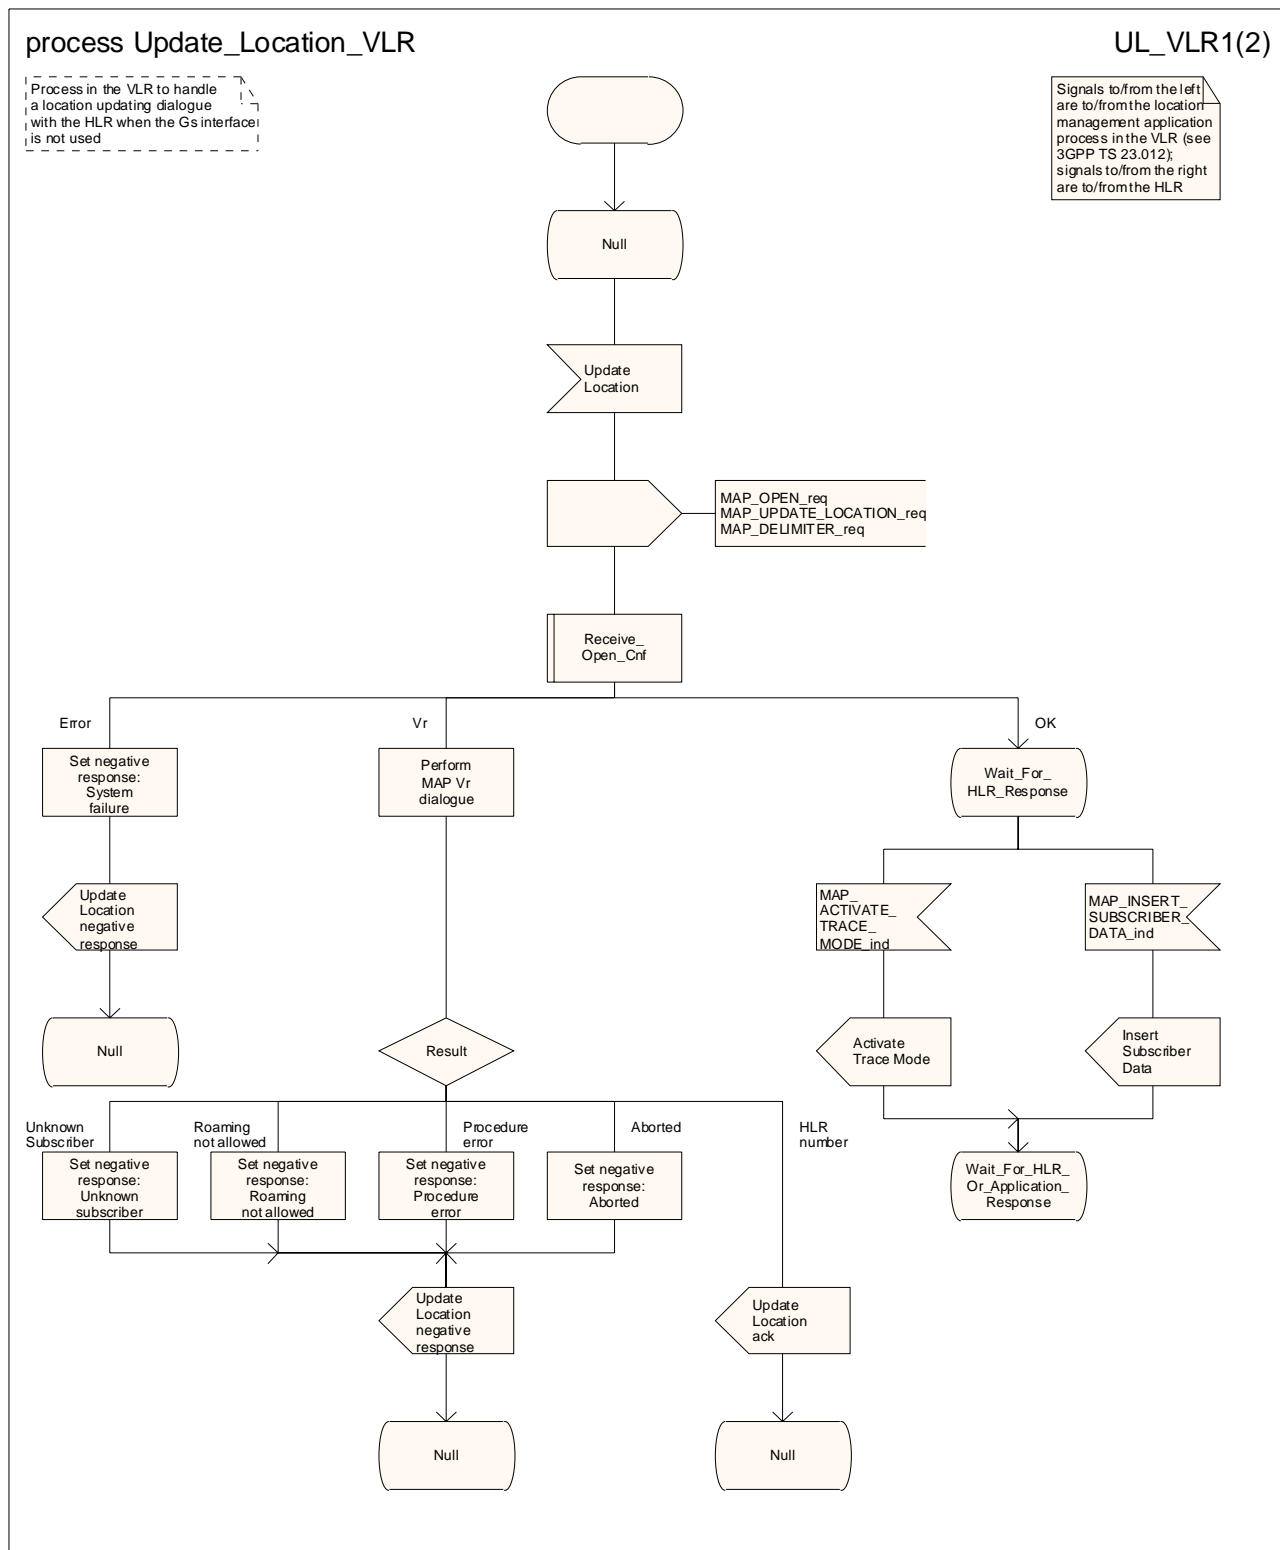 process Update_Location_VLR
UL_VLR1(2)
Process in the VLR to handle
a location updating dialogue
with the HLR when the Gs interface
is not used
Signals to/from the left
are to/from the location
management application
process in the VLR (see
3GPP TS 23.012);
signals to/from the right
are to/from the HLR
Null
Update
Location
MAP_OPEN_req
MAP_UPDATE_LOCATION_req
MAP_DELIMITER_req
Receive_
Open_Cnf
Error
Vr
OK
Set negative
response:
System
failure
Perform
MAP Vr
dialogue
Wait_For_
HLR_Response
Update
Location
negative
response
MAP_
ACTIVATE_
TRACE_
MODE_ind
MAP_INSERT_
SUBSCRIBER_
DATA_ind
Null
Result
Activate
Trace Mode
Insert
Subscriber
Data
Unknown
Subscriber
Roaming
not allowed
Procedure
error
Aborted
HLR
number
Set negative
response:
Unknown
subscriber
Set negative
response:
Roaming
not allowed
Set negative
response:
Procedure
error
Set negative
response:
Aborted
Wait_For_HLR_
Or_Application_
Response
Update
Location
negative
response
Update
Location
ack
Null
Null